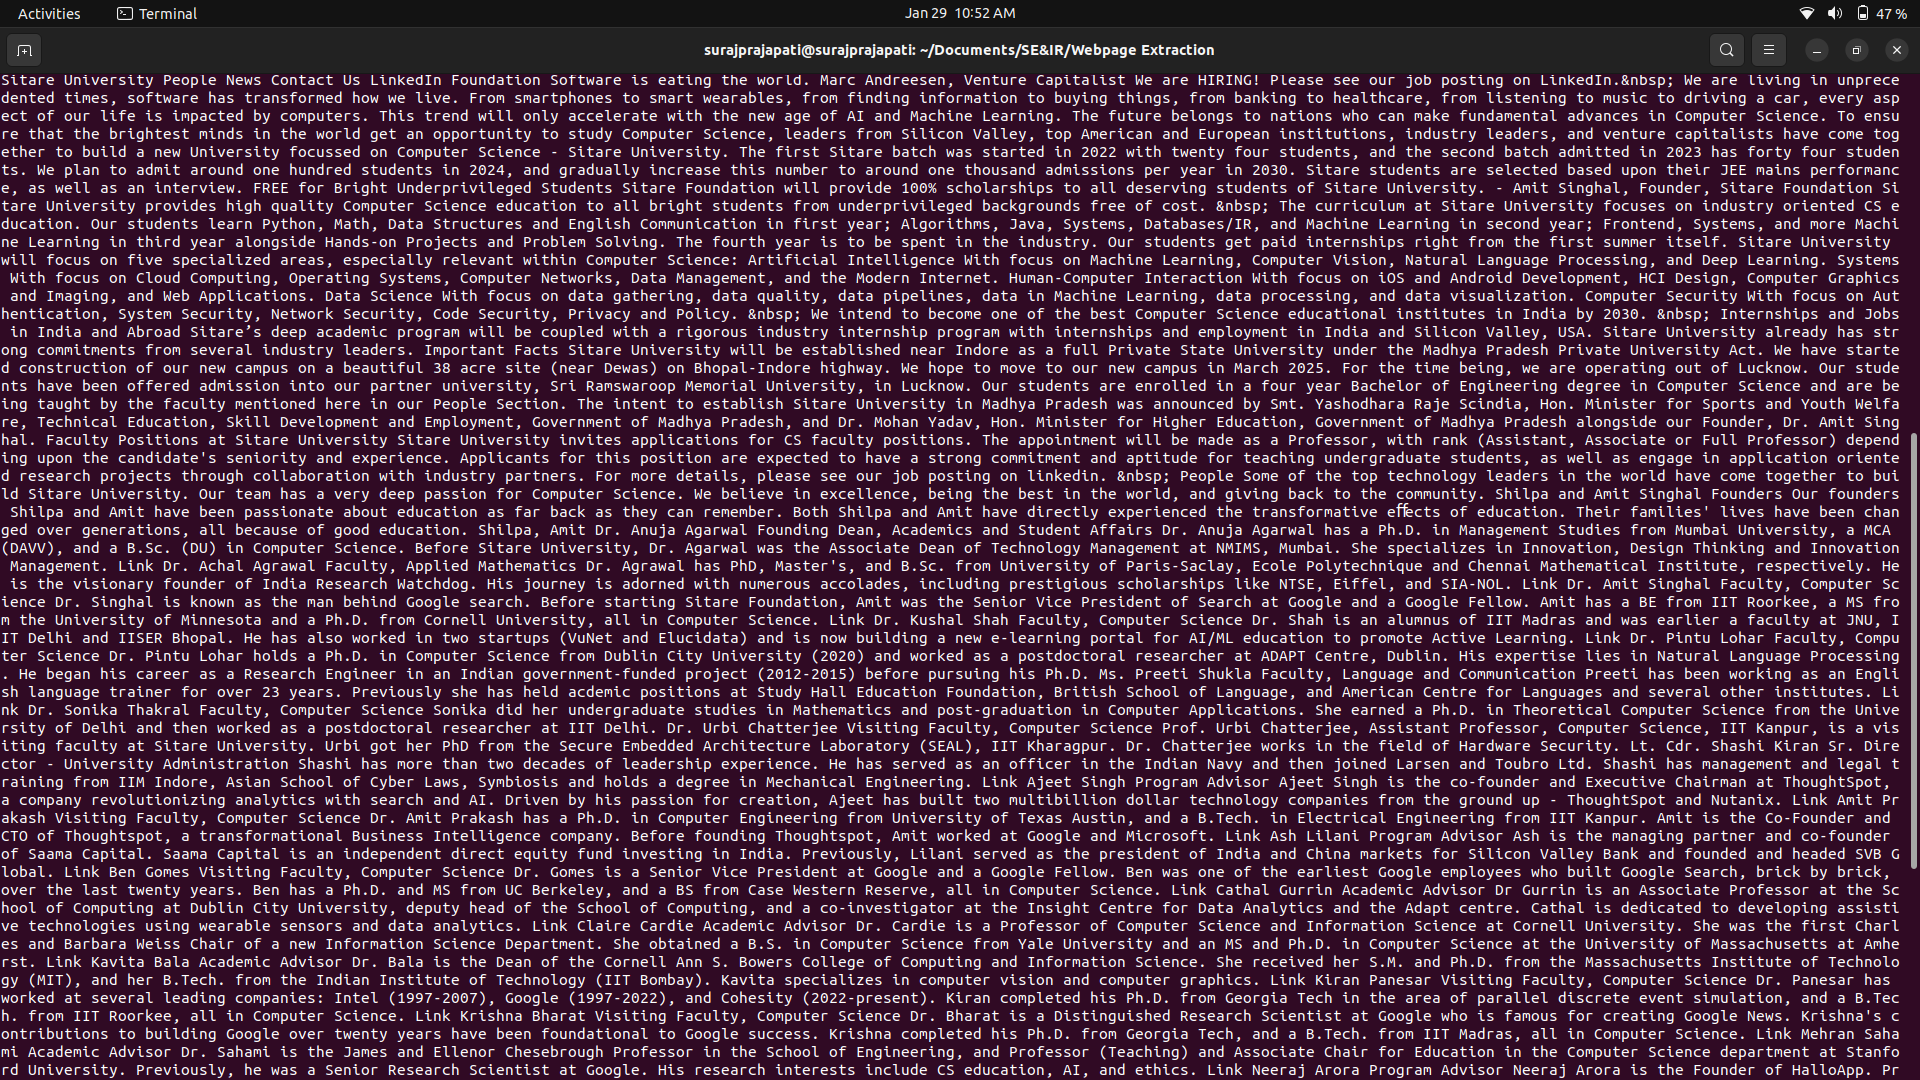 Activities Terminal Jan 29 10:52 AM 47 %
surajprajapati@surajprajapati: ~/Documents/SE&IR/Webpage Extraction
Sitare University People News Contact Us LinkedIn Foundation Software is eating the world. Marc Andreesen, Venture Capitalist We are HIRING! Please see our job posting on LinkedIn.&nbsp; We are living in unprece
dented times, software has transformed how we live. From smartphones to smart wearables, from finding information to buying things, from banking to healthcare, from listening to music to driving a car, every asp
ect of our life is impacted by computers. This trend will only accelerate with the new age of AI and Machine Learning. The future belongs to nations who can make fundamental advances in Computer Science. To ensu
re that the brightest minds in the world get an opportunity to study Computer Science, leaders from Silicon Valley, top American and European institutions, industry leaders, and venture capitalists have come tog
ether to build a new University focussed on Computer Science - Sitare University. The first Sitare batch was started in 2022 with twenty four students, and the second batch admitted in 2023 has forty four studen
ts. We plan to admit around one hundred students in 2024, and gradually increase this number to around one thousand admissions per year in 2030. Sitare students are selected based upon their JEE mains performanc
e, as well as an interview. FREE for Bright Underprivileged Students Sitare Foundation will provide 100% scholarships to all deserving students of Sitare University. - Amit Singhal, Founder, Sitare Foundation Si
tare University provides high quality Computer Science education to all bright students from underprivileged backgrounds free of cost. &nbsp; The curriculum at Sitare University focuses on industry oriented CS e
ducation. Our students learn Python, Math, Data Structures and English Communication in first year; Algorithms, Java, Systems, Databases/IR, and Machine Learning in second year; Frontend, Systems, and more Machi
ne Learning in third year alongside Hands-on Projects and Problem Solving. The fourth year is to be spent in the industry. Our students get paid internships right from the first summer itself. Sitare University
will focus on five specialized areas, especially relevant within Computer Science: Artificial Intelligence With focus on Machine Learning, Computer Vision, Natural Language Processing, and Deep Learning. Systems
With focus on Cloud Computing, Operating Systems, Computer Networks, Data Management, and the Modern Internet. Human-Computer Interaction With focus on iOS and Android Development, HCI Design, Computer Graphics
and Imaging, and Web Applications. Data Science With focus on data gathering, data quality, data pipelines, data in Machine Learning, data processing, and data visualization. Computer Security With focus on Aut
hentication, System Security, Network Security, Code Security, Privacy and Policy. &nbsp; We intend to become one of the best Computer Science educational institutes in India by 2030. &nbsp; Internships and Jobs
in India and Abroad Sitare’s deep academic program will be coupled with a rigorous industry internship program with internships and employment in India and Silicon Valley, USA. Sitare University already has str
ong commitments from several industry leaders. Important Facts Sitare University will be established near Indore as a full Private State University under the Madhya Pradesh Private University Act. We have starte
d construction of our new campus on a beautiful 38 acre site (near Dewas) on Bhopal-Indore highway. We hope to move to our new campus in March 2025. For the time being, we are operating out of Lucknow. Our stude
nts have been offered admission into our partner university, Sri Ramswaroop Memorial University, in Lucknow. Our students are enrolled in a four year Bachelor of Engineering degree in Computer Science and are be
ing taught by the faculty mentioned here in our People Section. The intent to establish Sitare University in Madhya Pradesh was announced by Smt. Yashodhara Raje Scindia, Hon. Minister for Sports and Youth Welfa
re, Technical Education, Skill Development and Employment, Government of Madhya Pradesh, and Dr. Mohan Yadav, Hon. Minister for Higher Education, Government of Madhya Pradesh alongside our Founder, Dr. Amit Sing
hal. Faculty Positions at Sitare University Sitare University invites applications for CS faculty positions. The appointment will be made as a Professor, with rank (Assistant, Associate or Full Professor) depend
ing upon the candidate's seniority and experience. Applicants for this position are expected to have a strong commitment and aptitude for teaching undergraduate students, as well as engage in application oriente
d research projects through collaboration with industry partners. For more details, please see our job posting on linkedin. &nbsp; People Some of the top technology leaders in the world have come together to bui
ld Sitare University. Our team has a very deep passion for Computer Science. We believe in excellence, being the best in the world, and giving back to the community. Shilpa and Amit Singhal Founders Our founders
Shilpa and Amit have been passionate about education as far back as they can remember. Both Shilpa and Amit have directly experienced the transformative effects of education. Their families' lives have been chan
ged over generations, all because of good education. Shilpa, Amit Dr. Anuja Agarwal Founding Dean, Academics and Student Affairs Dr. Anuja Agarwal has a Ph.D. in Management Studies from Mumbai University, a MCA
(DAVV), and a B.Sc. (DU) in Computer Science. Before Sitare University, Dr. Agarwal was the Associate Dean of Technology Management at NMIMS, Mumbai. She specializes in Innovation, Design Thinking and Innovation
Management. Link Dr. Achal Agrawal Faculty, Applied Mathematics Dr. Agrawal has PhD, Master's, and B.Sc. from University of Paris-Saclay, Ecole Polytechnique and Chennai Mathematical Institute, respectively. He
is the visionary founder of India Research Watchdog. His journey is adorned with numerous accolades, including prestigious scholarships like NTSE, Eiffel, and SIA-NOL. Link Dr. Amit Singhal Faculty, Computer Sc
ience Dr. Singhal is known as the man behind Google search. Before starting Sitare Foundation, Amit was the Senior Vice President of Search at Google and a Google Fellow. Amit has a BE from IIT Roorkee, a MS fro
m the University of Minnesota and a Ph.D. from Cornell University, all in Computer Science. Link Dr. Kushal Shah Faculty, Computer Science Dr. Shah is an alumnus of IIT Madras and was earlier a faculty at JNU, I
IT Delhi and IISER Bhopal. He has also worked in two startups (VuNet and Elucidata) and is now building a new e-learning portal for AI/ML education to promote Active Learning. Link Dr. Pintu Lohar Faculty, Compu
ter Science Dr. Pintu Lohar holds a Ph.D. in Computer Science from Dublin City University (2020) and worked as a postdoctoral researcher at ADAPT Centre, Dublin. His expertise lies in Natural Language Processing
. He began his career as a Research Engineer in an Indian government-funded project (2012-2015) before pursuing his Ph.D. Ms. Preeti Shukla Faculty, Language and Communication Preeti has been working as an Engli
sh language trainer for over 23 years. Previously she has held acdemic positions at Study Hall Education Foundation, British School of Language, and American Centre for Languages and several other institutes. Li
nk Dr. Sonika Thakral Faculty, Computer Science Sonika did her undergraduate studies in Mathematics and post-graduation in Computer Applications. She earned a Ph.D. in Theoretical Computer Science from the Unive
rsity of Delhi and then worked as a postdoctoral researcher at IIT Delhi. Dr. Urbi Chatterjee Visiting Faculty, Computer Science Prof. Urbi Chatterjee, Assistant Professor, Computer Science, IIT Kanpur, is a vis
iting faculty at Sitare University. Urbi got her PhD from the Secure Embedded Architecture Laboratory (SEAL), IIT Kharagpur. Dr. Chatterjee works in the field of Hardware Security. Lt. Cdr. Shashi Kiran Sr. Dire
ctor - University Administration Shashi has more than two decades of leadership experience. He has served as an officer in the Indian Navy and then joined Larsen and Toubro Ltd. Shashi has management and legal t
raining from IIM Indore, Asian School of Cyber Laws, Symbiosis and holds a degree in Mechanical Engineering. Link Ajeet Singh Program Advisor Ajeet Singh is the co-founder and Executive Chairman at ThoughtSpot,
a company revolutionizing analytics with search and AI. Driven by his passion for creation, Ajeet has built two multibillion dollar technology companies from the ground up - ThoughtSpot and Nutanix. Link Amit Pr
akash Visiting Faculty, Computer Science Dr. Amit Prakash has a Ph.D. in Computer Engineering from University of Texas Austin, and a B.Tech. in Electrical Engineering from IIT Kanpur. Amit is the Co-Founder and
CTO of Thoughtspot, a transformational Business Intelligence company. Before founding Thoughtspot, Amit worked at Google and Microsoft. Link Ash Lilani Program Advisor Ash is the managing partner and co-founder
of Saama Capital. Saama Capital is an independent direct equity fund investing in India. Previously, Lilani served as the president of India and China markets for Silicon Valley Bank and founded and headed SVB G
lobal. Link Ben Gomes Visiting Faculty, Computer Science Dr. Gomes is a Senior Vice President at Google and a Google Fellow. Ben was one of the earliest Google employees who built Google Search, brick by brick,
over the last twenty years. Ben has a Ph.D. and MS from UC Berkeley, and a BS from Case Western Reserve, all in Computer Science. Link Cathal Gurrin Academic Advisor Dr Gurrin is an Associate Professor at the Sc
hool of Computing at Dublin City University, deputy head of the School of Computing, and a co-investigator at the Insight Centre for Data Analytics and the Adapt centre. Cathal is dedicated to developing assisti
ve technologies using wearable sensors and data analytics. Link Claire Cardie Academic Advisor Dr. Cardie is a Professor of Computer Science and Information Science at Cornell University. She was the first Charl
es and Barbara Weiss Chair of a new Information Science Department. She obtained a B.S. in Computer Science from Yale University and an MS and Ph.D. in Computer Science at the University of Massachusetts at Amhe
rst. Link Kavita Bala Academic Advisor Dr. Bala is the Dean of the Cornell Ann S. Bowers College of Computing and Information Science. She received her S.M. and Ph.D. from the Massachusetts Institute of Technolo
gy (MIT), and her B.Tech. from the Indian Institute of Technology (IIT Bombay). Kavita specializes in computer vision and computer graphics. Link Kiran Panesar Visiting Faculty, Computer Science Dr. Panesar has
worked at several leading companies: Intel (1997-2007), Google (1997-2022), and Cohesity (2022-present). Kiran completed his Ph.D. from Georgia Tech in the area of parallel discrete event simulation, and a B.Tec
h. from IIT Roorkee, all in Computer Science. Link Krishna Bharat Visiting Faculty, Computer Science Dr. Bharat is a Distinguished Research Scientist at Google who is famous for creating Google News. Krishna's c
ontributions to building Google over twenty years have been foundational to Google success. Krishna completed his Ph.D. from Georgia Tech, and a B.Tech. from IIT Madras, all in Computer Science. Link Mehran Saha
mi Academic Advisor Dr. Sahami is the James and Ellenor Chesebrough Professor in the School of Engineering, and Professor (Teaching) and Associate Chair for Education in the Computer Science department at Stanfo
rd University. Previously, he was a Senior Research Scientist at Google. His research interests include CS education, AI, and ethics. Link Neeraj Arora Program Advisor Neeraj Arora is the Founder of HalloApp. Pr